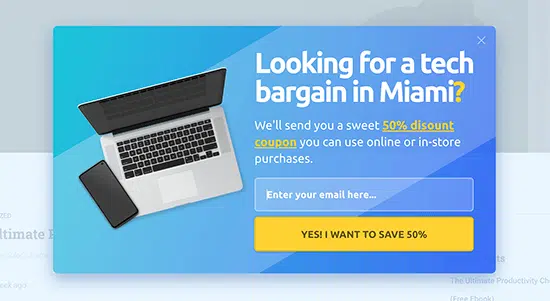 Looking for a tech
bargain in Miami?
We'll send you a sweet 50% disount
coupon you can use online or in-store
purchases.
Enter your email here...
YES! I WANT TO SAVE 50%
The Ultimate Productivity Ch
(Free Ebook)